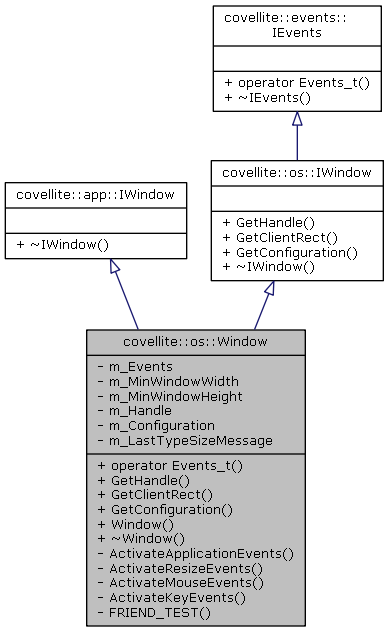 covellite::events::
IEvents
+ operator Events_t()
+ ~IEvents()
covellite::app::IWindow
+ ~IWindow()
covellite::os::IWindow
+ GetHandle()
+ GetClientRect()
+ GetConfiguration()
+ ~IWindow()
covellite::os::Window
- m_Events
- m_MinWindowWidth
- m_MinWindowHeight
- m_Handle
- m_Configuration
- m_LastTypeSizeMessage
+ operator Events_t()
+ GetHandle()
+ GetClientRect()
+ GetConfiguration()
+ Window()
+ ~Window()
- ActivateApplicationEvents()
- ActivateResizeEvents()
- ActivateMouseEvents()
- ActivateKeyEvents()
- FRIEND_TEST()